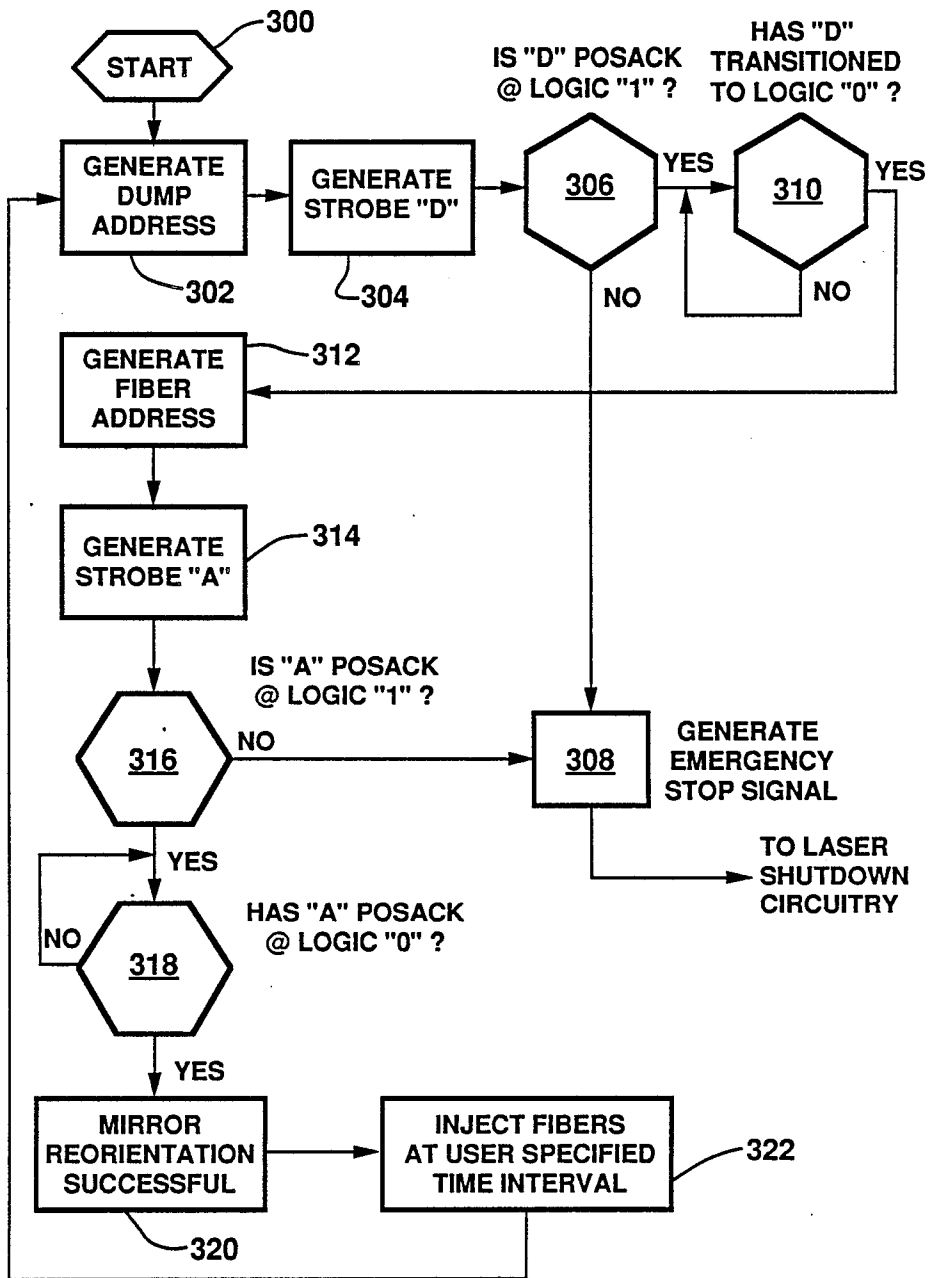 300
START
IS "D" POSACK
@ LOGIC "1" ?
HAS "D"
TRANSITIONED
TO LOGIC "0" ?
GENERATE
DUMP
ADDRESS
302
GENERATE
STROBE "D"
304
306
YES
NO
310
YES
NO
GENERATE
FIBER
ADDRESS
312
GENERATE
STROBE "A"
314
IS "A" POSACK
@ LOGIC "1" ?
316
NO
YES
308
GENERATE
EMERGENCY
STOP SIGNAL
TO LASER
SHUTDOWN
CIRCUITRY
HAS "A" POSACK
@ LOGIC "0" ?
NO
318
YES
MIRROR
REORIENTATION
SUCCESSFUL
320
INJECT FIBERS
AT USER SPECIFIED
TIME INTERVAL
322